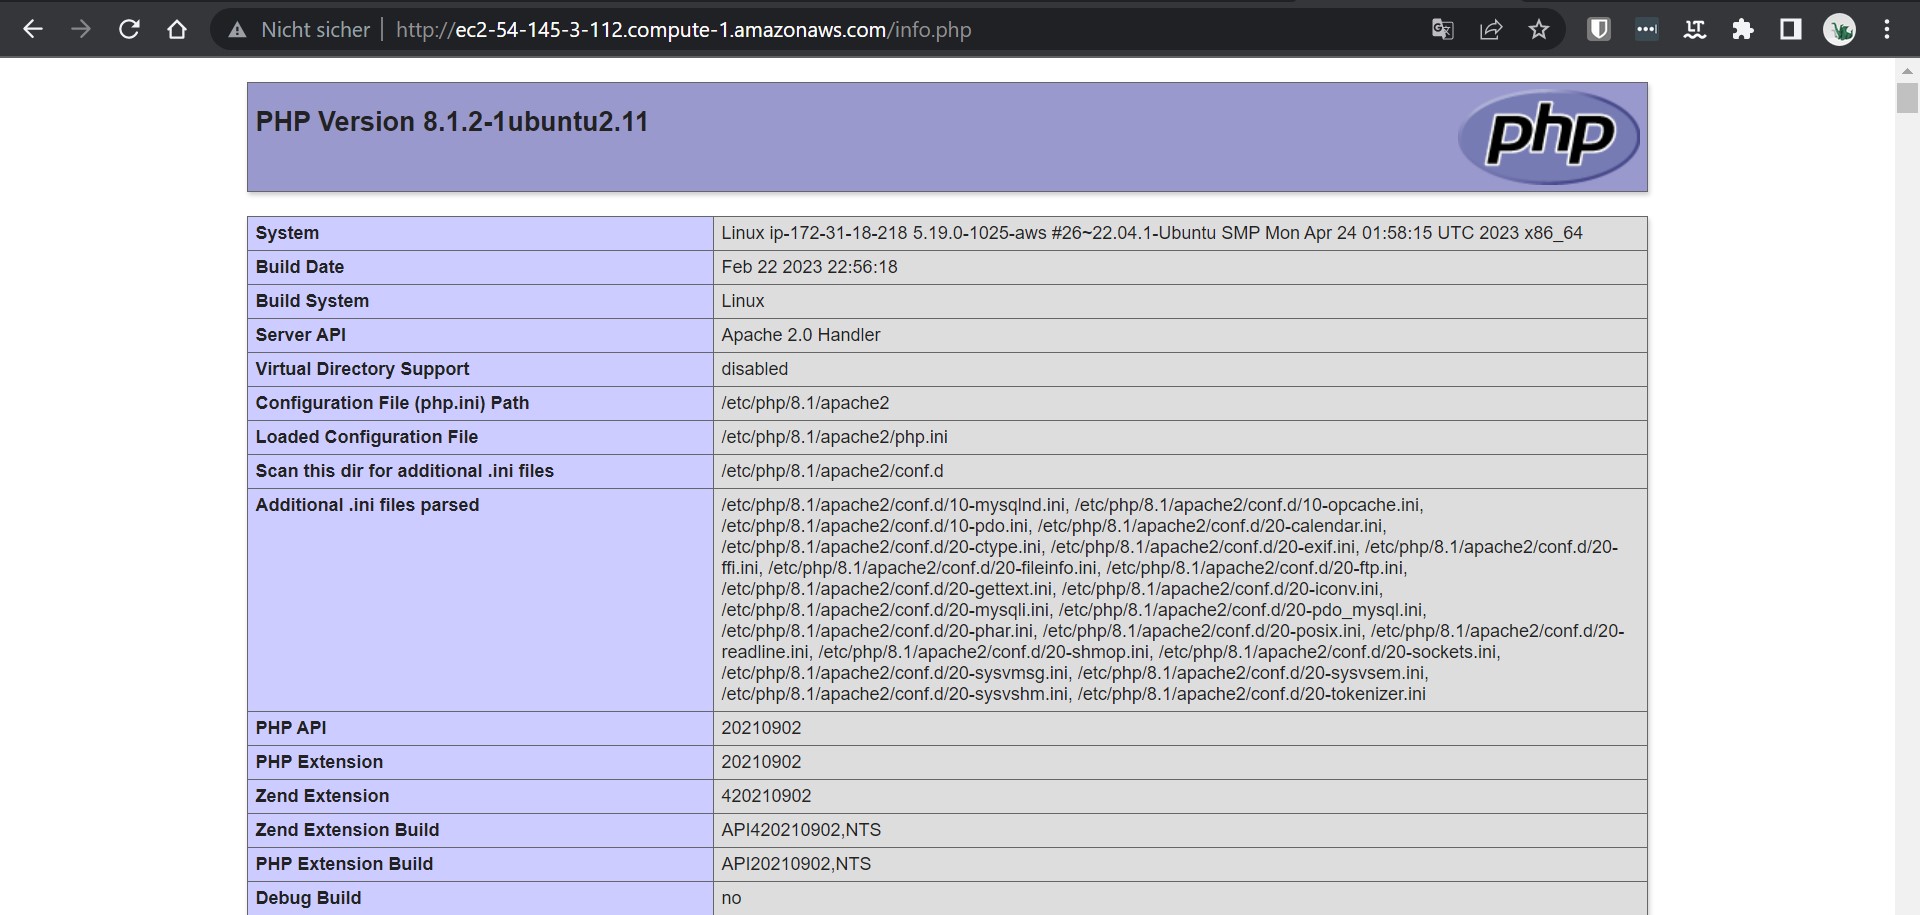 Nicht sicher | http://ec2-54-145-3-112.compute-1.amazonaws.com/info.php
PHP Version 8.1.2-1ubuntu2.11
php
System Linux ip-172-31-18-218 5.19.0-1025-aws #26~22.04.1-Ubuntu SMP Mon Apr 24 01:58:15 UTC 2023 x86_64
Build Date Feb 22 2023 22:56:18
Build System Linux
Server API Apache 2.0 Handler
Virtual Directory Support disabled
Configuration File (php.ini) Path /etc/php/8.1/apache2
Loaded Configuration File /etc/php/8.1/apache2/php.ini
Scan this dir for additional .ini files /etc/php/8.1/apache2/conf.d
Additional .ini files parsed /etc/php/8.1/apache2/conf.d/10-mysqlnd.ini, /etc/php/8.1/apache2/conf.d/10-opcache.ini,
/etc/php/8.1/apache2/conf.d/10-pdo.ini, /etc/php/8.1/apache2/conf.d/20-calendar.ini,
/etc/php/8.1/apache2/conf.d/20-ctype.ini, /etc/php/8.1/apache2/conf.d/20-exif.ini, /etc/php/8.1/apache2/conf.d/20-
ffi.ini, /etc/php/8.1/apache2/conf.d/20-fileinfo.ini, /etc/php/8.1/apache2/conf.d/20-ftp.ini,
/etc/php/8.1/apache2/conf.d/20-gettext.ini, /etc/php/8.1/apache2/conf.d/20-iconv.ini,
/etc/php/8.1/apache2/conf.d/20-mysqli.ini, /etc/php/8.1/apache2/conf.d/20-pdo_mysql.ini,
/etc/php/8.1/apache2/conf.d/20-phar.ini, /etc/php/8.1/apache2/conf.d/20-posix.ini, /etc/php/8.1/apache2/conf.d/20-
readline.ini, /etc/php/8.1/apache2/conf.d/20-shmop.ini, /etc/php/8.1/apache2/conf.d/20-sockets.ini,
/etc/php/8.1/apache2/conf.d/20-sysvmsg.ini, /etc/php/8.1/apache2/conf.d/20-sysvsem.ini,
/etc/php/8.1/apache2/conf.d/20-sysvshm.ini, /etc/php/8.1/apache2/conf.d/20-tokenizer.ini
PHP API 20210902
PHP Extension 20210902
Zend Extension 420210902
Zend Extension Build API420210902,NTS
PHP Extension Build API20210902,NTS
Debug Build no